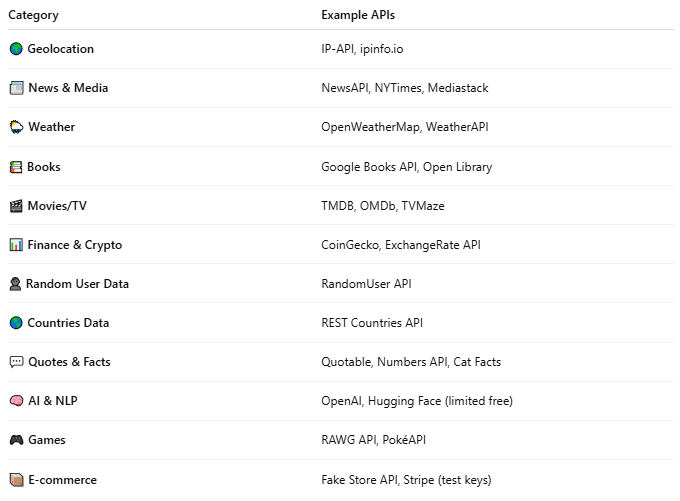 Category Example APIs
🌍 Geolocation IP-API, ipinfo.io
📰 News & Media NewsAPI, NYTimes, Mediastack
🌦 Weather OpenWeatherMap, WeatherAPI
📚 Books Google Books API, Open Library
🎬 Movies/TV TMDB, OMDb, TVMaze
📊 Finance & Crypto CoinGecko, ExchangeRate API
👤 Random User Data RandomUser API
🌍 Countries Data REST Countries API
💬 Quotes & Facts Quotable, Numbers API, Cat Facts
🧠 AI & NLP OpenAI, Hugging Face (limited free)
🎮 Games RAWG API, PokéAPI
📦 E-commerce Fake Store API, Stripe (test keys)